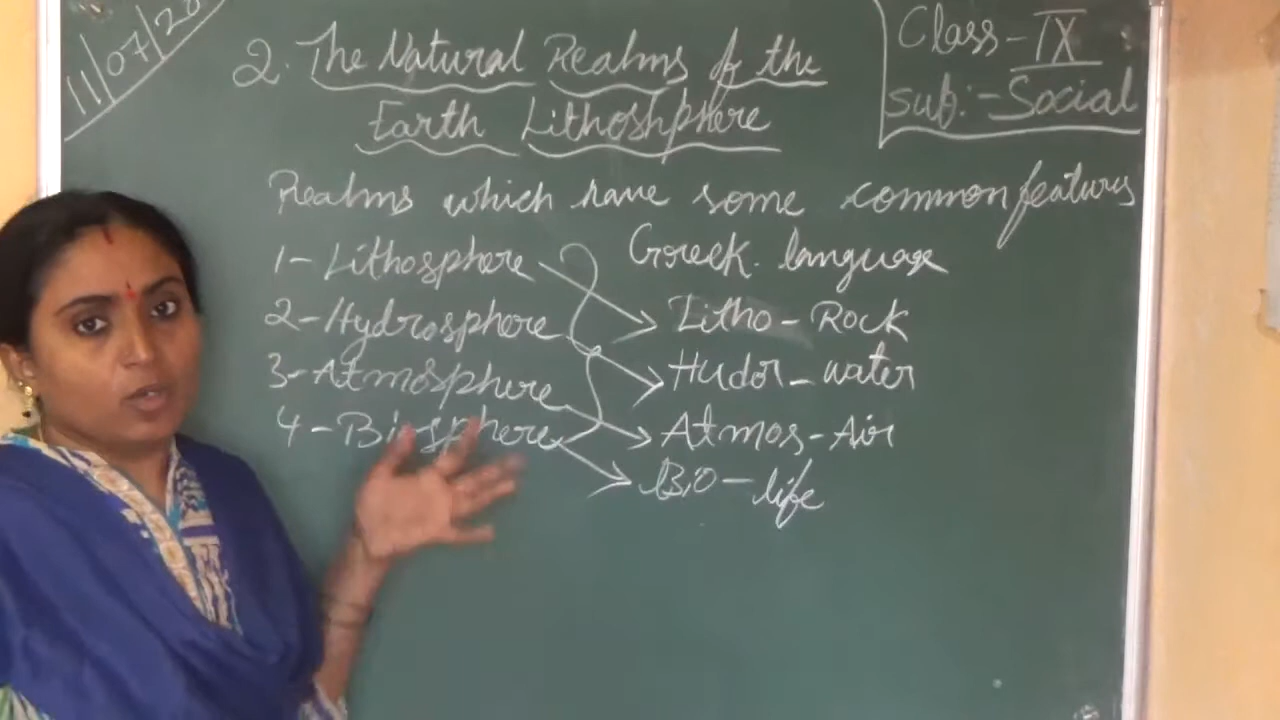 11/07/20
Class - IX
sub:- Social
2. The Natural Realms of the
Earth Lithoshphere
Realms which have some common features
1- Lithosphere
Greek language
2- Hydrosphere
Litho - Rock
3- Atmosphere
Hudor - water
4 - Biosphere
Atmos - Air
Bio - life